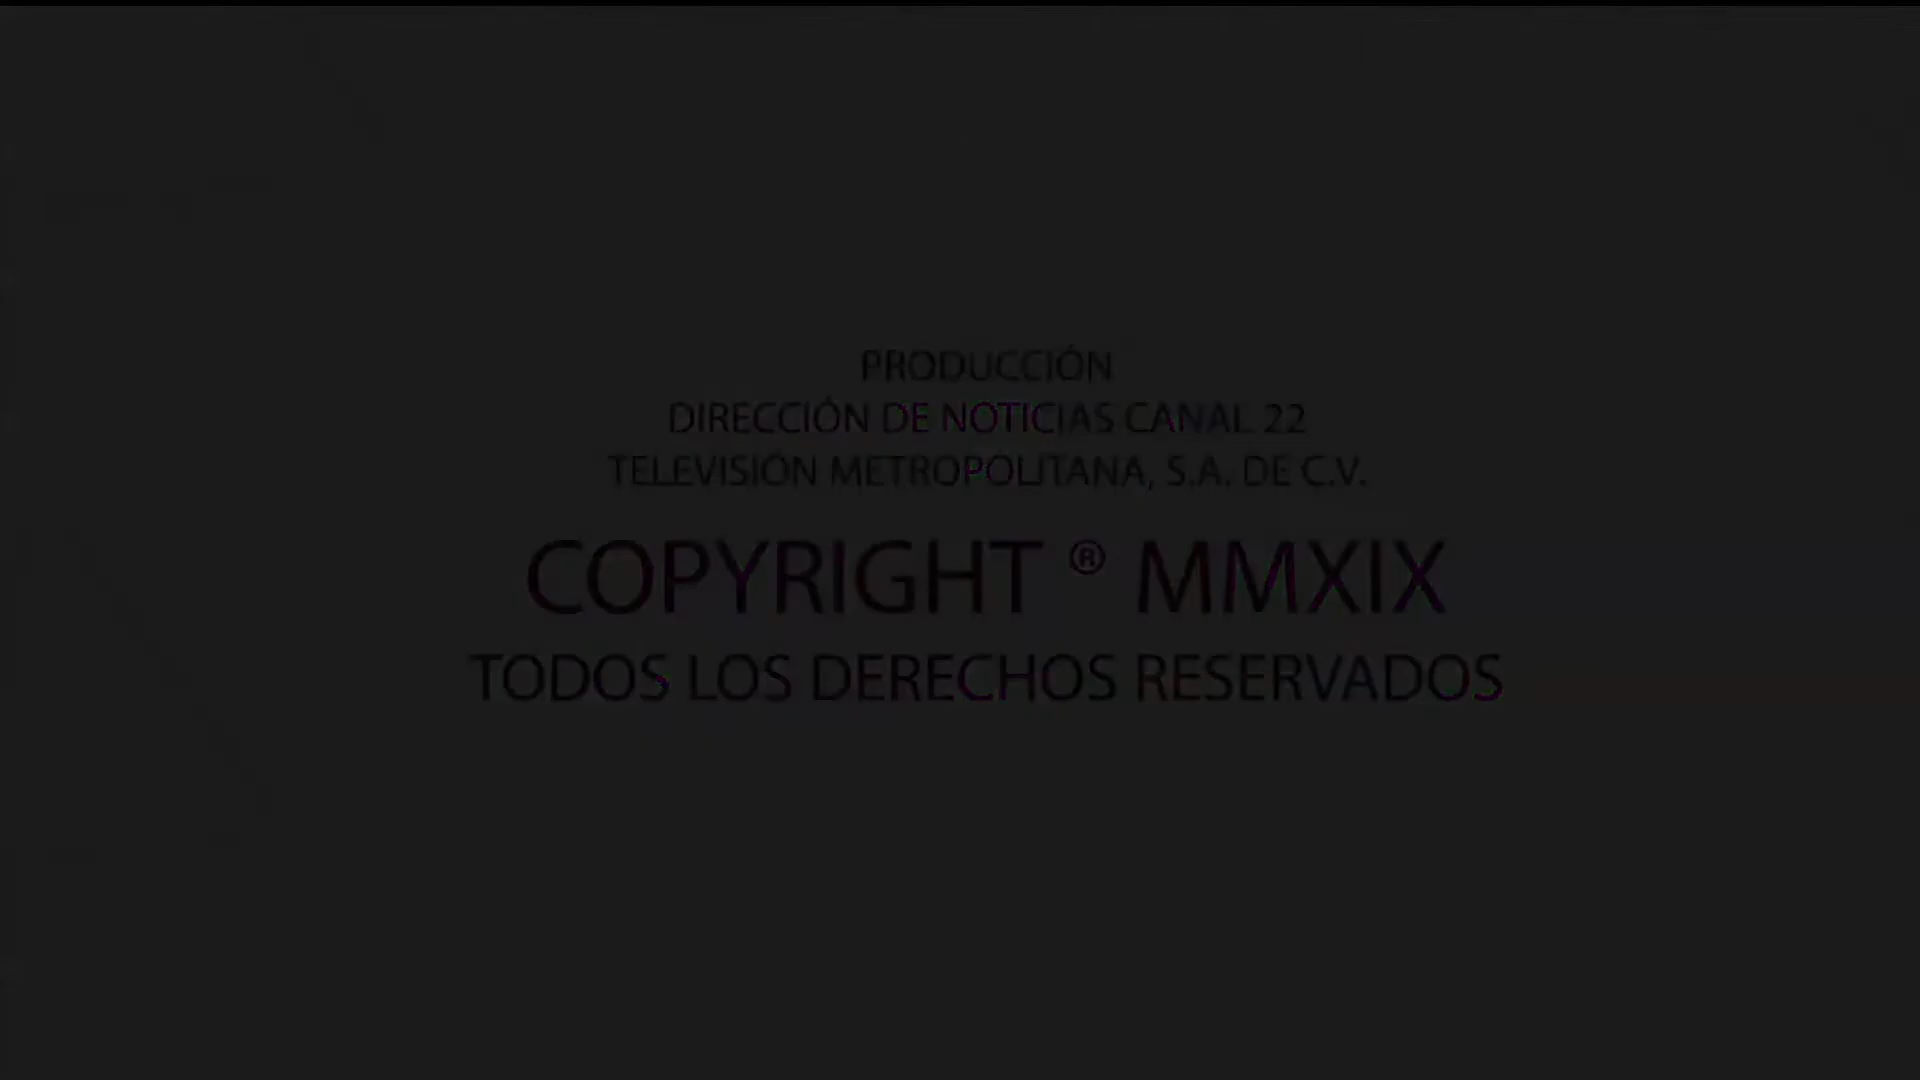 PRODUCCIÓN
DIRECCIÓN DE NOTICIAS CANAL 22
TELEVISIÓN METROPOLITANA, S.A. DE C.V.
COPYRIGHT ® MMXIX
TODOS LOS DERECHOS RESERVADOS